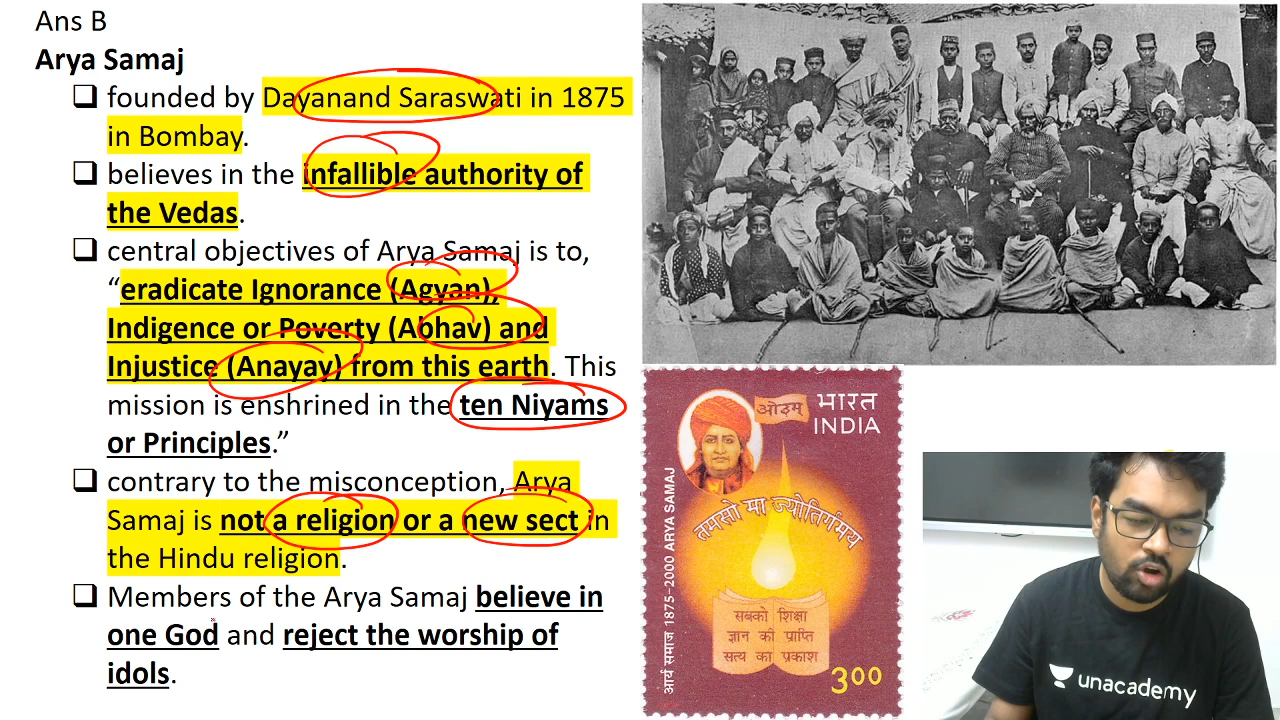 Ans B
Arya Samaj
❑ founded by Dayanand Saraswati in 1875
in Bombay.
❑ believes in the infallible authority of
the Vedas.
❑ central objectives of Arya Samaj is to,
“eradicate Ignorance (Agyan),
Indigence or Poverty (Abhav) and
Injustice (Anayay) from this earth. This
mission is enshrined in the ten Niyams
or Principles.”
❑ contrary to the misconception, Arya
Samaj is not a religion or a new sect in
the Hindu religion.
❑ Members of the Arya Samaj believe in
one God and reject the worship of
idols.
ओ३म्
भारत
INDIA
तमसो मा ज्योतिर्गमय
आर्य समाज 1875-2000 ARYA SAMAJ
सबको शिक्षा
ज्ञान की प्राप्ति
सत्य का प्रकाश
300
unacademy